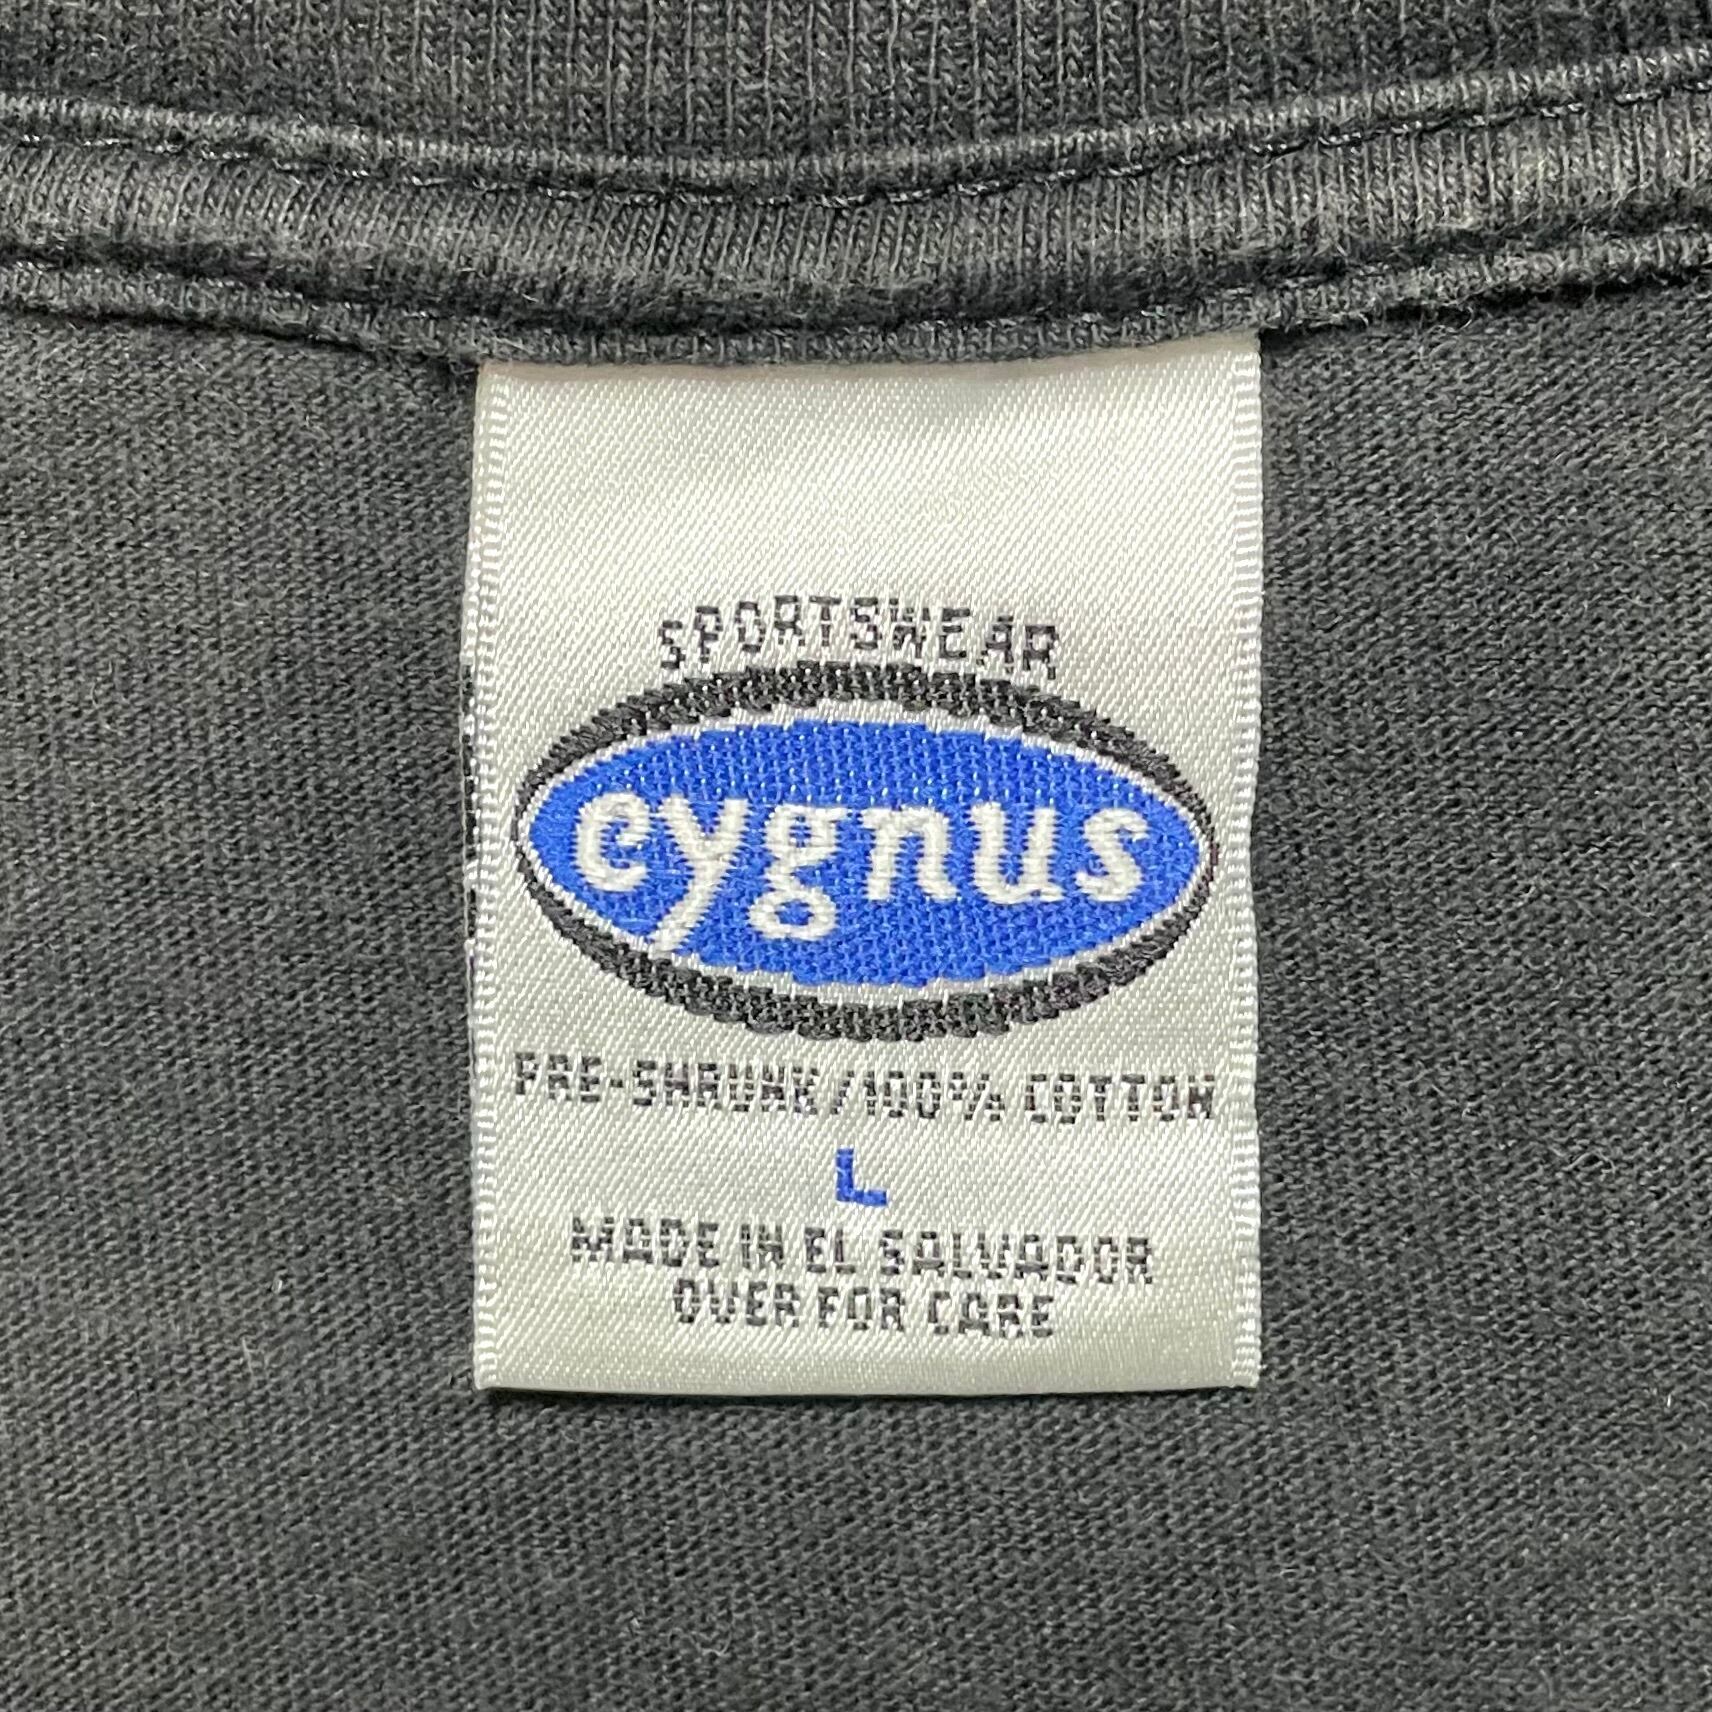 SPORTSWEAR
cygnus
PRE-SHRUNK/100% COTTON
L
MADE IN EL SALVADOR
OVER FOR CARE